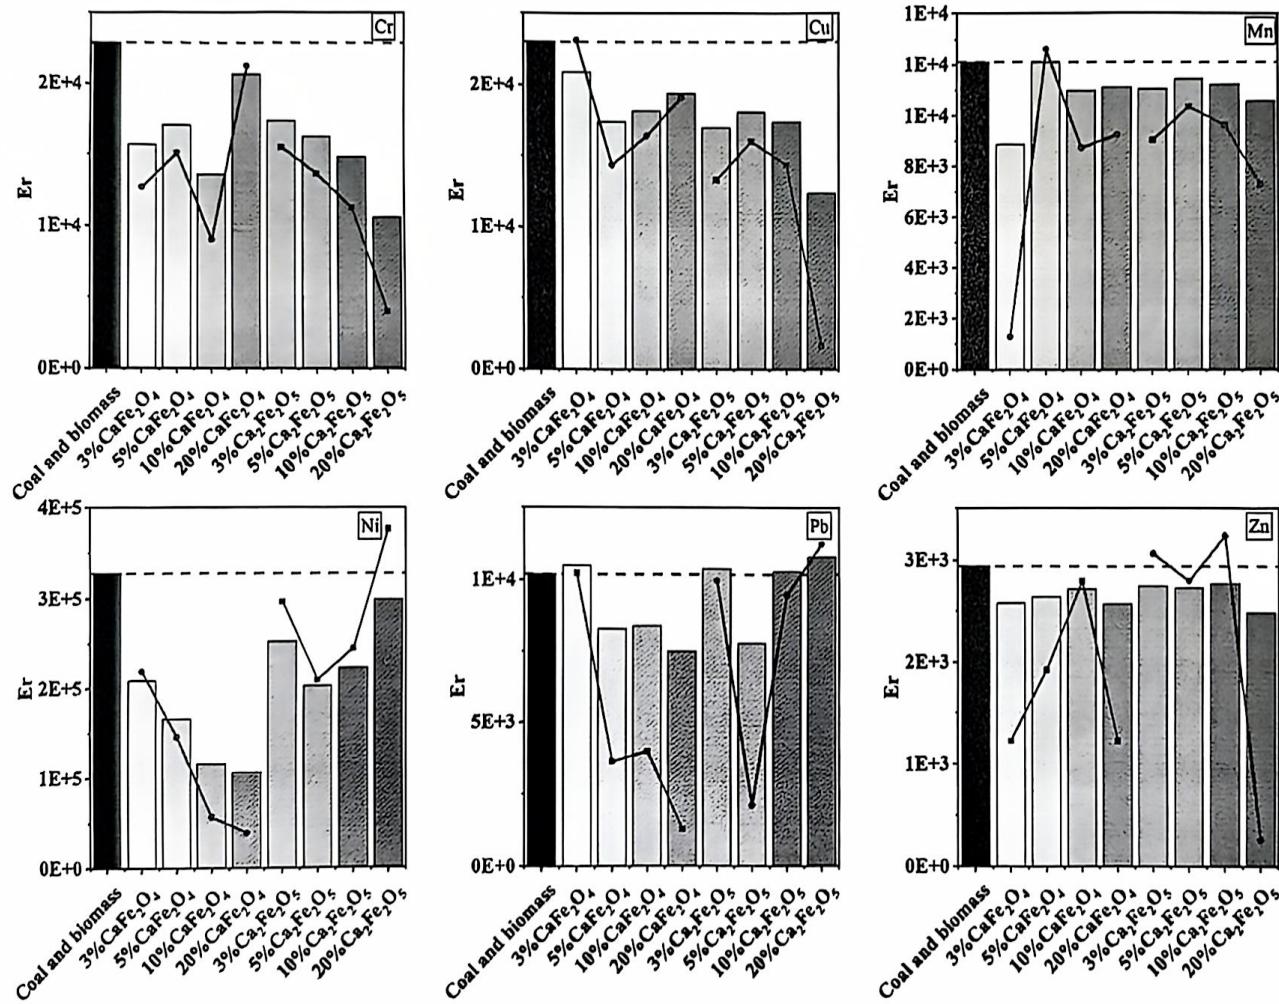 Cr
Er
2E+4
1E+4
0E+0
Coal and biomass
3%CaFe₂O₄
5%CaFe₂O₄
10%CaFe₂O₄
20%CaFe₂O₄
3%Ca₂Fe₂O₅
5%Ca₂Fe₂O₅
10%Ca₂Fe₂O₅
20%Ca₂Fe₂O₅
Cu
Er
2E+4
1E+4
0E+0
Coal and biomass
3%CaFe₂O₄
5%CaFe₂O₄
10%CaFe₂O₄
20%CaFe₂O₄
3%Ca₂Fe₂O₅
5%Ca₂Fe₂O₅
10%Ca₂Fe₂O₅
20%Ca₂Fe₂O₅
Mn
Er
1E+4
1E+4
1E+4
8E+3
6E+3
4E+3
2E+3
0E+0
Coal and biomass
3%CaFe₂O₄
5%CaFe₂O₄
10%CaFe₂O₄
20%CaFe₂O₄
3%Ca₂Fe₂O₅
5%Ca₂Fe₂O₅
10%Ca₂Fe₂O₅
20%Ca₂Fe₂O₅
Ni
Er
4E+5
3E+5
2E+5
1E+5
0E+0
Coal and biomass
3%CaFe₂O₄
5%CaFe₂O₄
10%CaFe₂O₄
20%CaFe₂O₄
3%Ca₂Fe₂O₅
5%Ca₂Fe₂O₅
10%Ca₂Fe₂O₅
20%Ca₂Fe₂O₅
Pb
Er
1E+4
5E+3
0E+0
Coal and biomass
3%CaFe₂O₄
5%CaFe₂O₄
10%CaFe₂O₄
20%CaFe₂O₄
3%Ca₂Fe₂O₅
5%Ca₂Fe₂O₅
10%Ca₂Fe₂O₅
20%Ca₂Fe₂O₅
Zn
Er
3E+3
2E+3
1E+3
0E+0
Coal and biomass
3%CaFe₂O₄
5%CaFe₂O₄
10%CaFe₂O₄
20%CaFe₂O₄
3%Ca₂Fe₂O₅
5%Ca₂Fe₂O₅
10%Ca₂Fe₂O₅
20%Ca₂Fe₂O₅